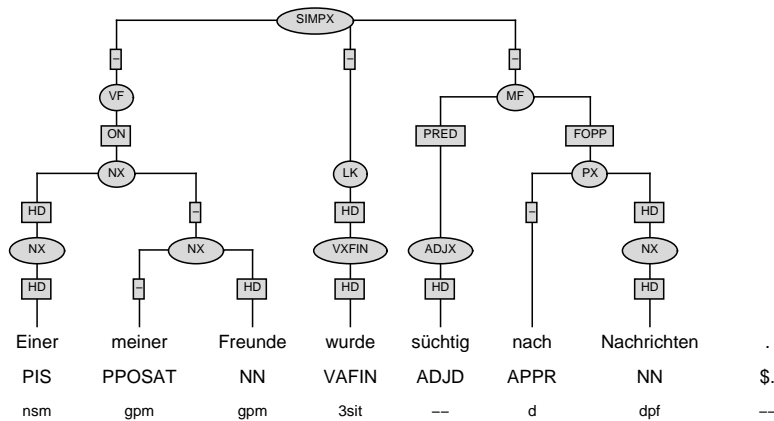 SIMPX
– – –
VF MF
ON PRED FOPP
NX LK PX
HD – HD – HD
NX NX VXFIN ADJX NX
HD – HD HD HD HD
Einer meiner Freunde wurde süchtig nach Nachrichten .
PIS PPOSAT NN VAFIN ADJD APPR NN $.
nsm gpm gpm 3sit –– d dpf ––